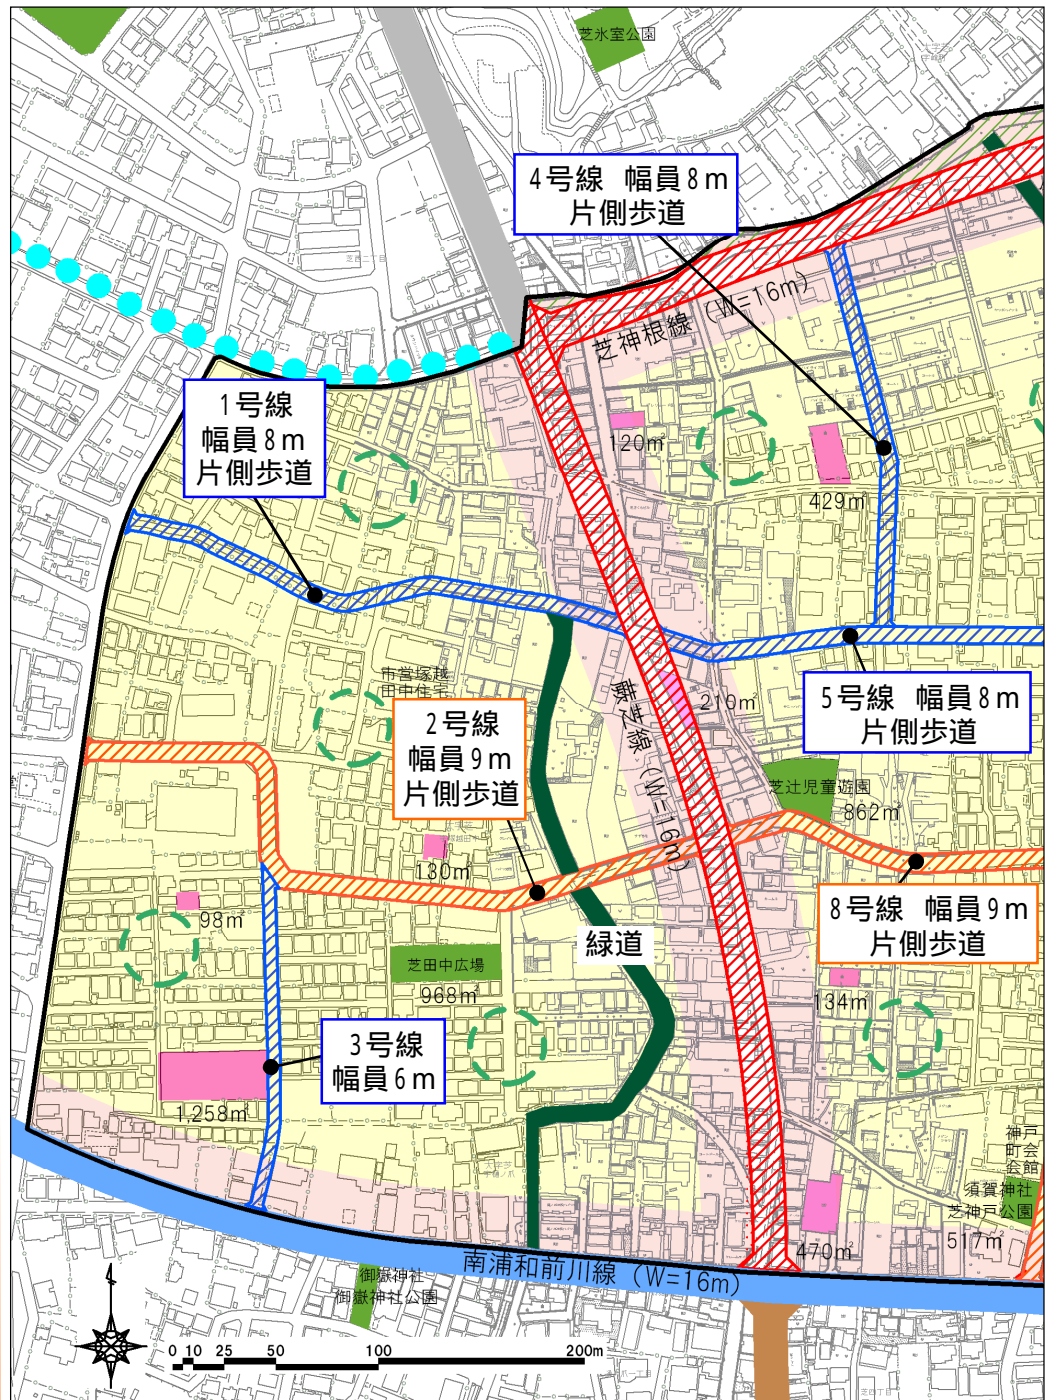 芝氷室公園
4号線 幅員8m
片側歩道
芝西二丁目
芝神根線（W=16m）
1号線
幅員8m
片側歩道
120㎡
429㎡
市営塚越
田中住宅
蕨芝線（W=16m）
210㎡
5号線 幅員8m
片側歩道
2号線
幅員9m
片側歩道
芝辻児童遊園
862㎡
130㎡
98㎡
8号線 幅員9m
片側歩道
緑道
芝田中広場
968㎡
134㎡
3号線
幅員6m
1,258㎡
神戸
町会
会館
須賀神社
芝神戸公園
517㎡
470㎡
南浦和前川線（W=16m）
御嶽神社
御嶽神社公園
0 10 25 50 100 200m